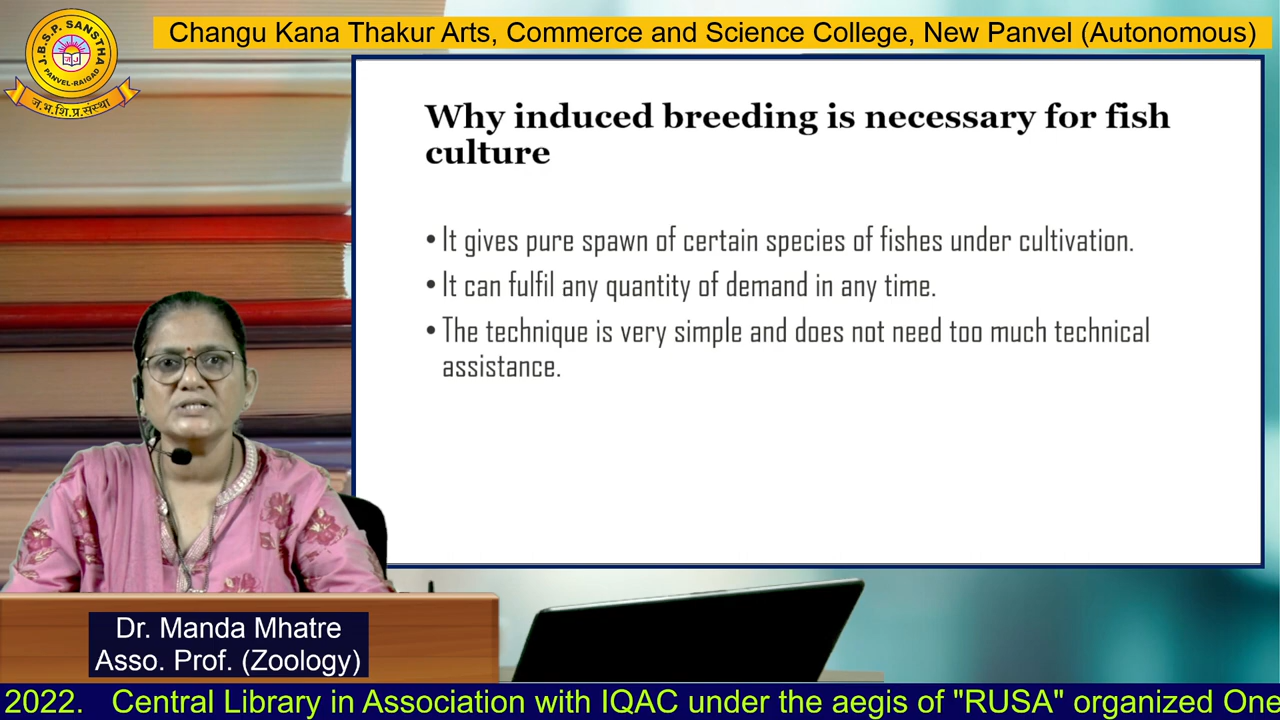 J.B.S.P. SANSTHA
PANVEL-RAIGAD
ज.भ.शि.प्र.संस्था
Changu Kana Thakur Arts, Commerce and Science College, New Panvel (Autonomous)
Why induced breeding is necessary for fish
culture
• It gives pure spawn of certain species of fishes under cultivation.
• It can fulfil any quantity of demand in any time.
• The technique is very simple and does not need too much technical
assistance.
Dr. Manda Mhatre
Asso. Prof. (Zoology)
2022. Central Library in Association with IQAC under the aegis of "RUSA" organized One